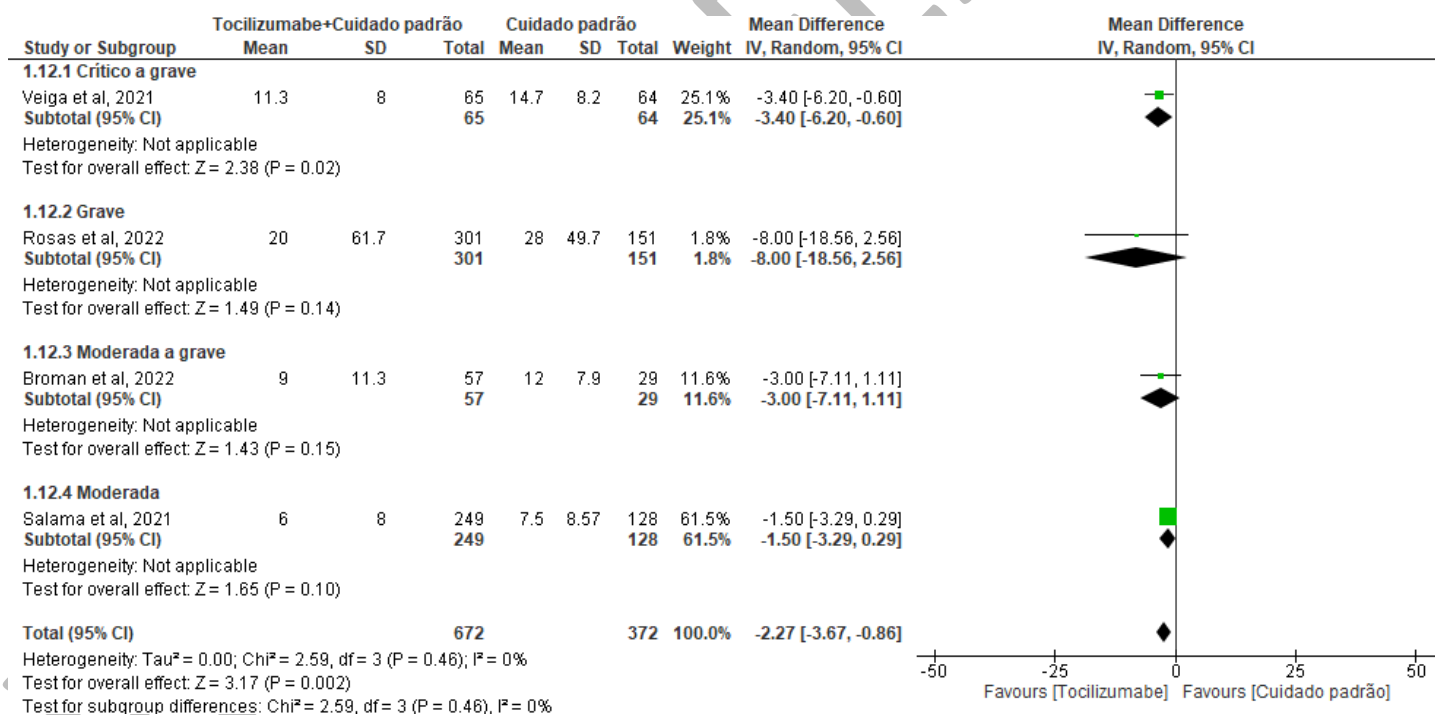 Tocilizumabe+Cuidado padrão Cuidado padrão Mean Difference Mean Difference
Study or Subgroup Mean SD Total Mean SD Total Weight IV, Random, 95% CI IV, Random, 95% CI
1.12.1 Crítico a grave
Veiga et al, 2021 11.3 8 65 14.7 8.2 64 25.1% -3.40 [-6.20, -0.60]
Subtotal (95% CI) 65 64 25.1% -3.40 [-6.20, -0.60]
Heterogeneity: Not applicable
Test for overall effect: Z = 2.38 (P = 0.02)
1.12.2 Grave
Rosas et al, 2022 20 61.7 301 28 49.7 151 1.8% -8.00 [-18.56, 2.56]
Subtotal (95% CI) 301 151 1.8% -8.00 [-18.56, 2.56]
Heterogeneity: Not applicable
Test for overall effect: Z = 1.49 (P = 0.14)
1.12.3 Moderada a grave
Broman et al, 2022 9 11.3 57 12 7.9 29 11.6% -3.00 [-7.11, 1.11]
Subtotal (95% CI) 57 29 11.6% -3.00 [-7.11, 1.11]
Heterogeneity: Not applicable
Test for overall effect: Z = 1.43 (P = 0.15)
1.12.4 Moderada
Salama et al, 2021 6 8 249 7.5 8.57 128 61.5% -1.50 [-3.29, 0.29]
Subtotal (95% CI) 249 128 61.5% -1.50 [-3.29, 0.29]
Heterogeneity: Not applicable
Test for overall effect: Z = 1.65 (P = 0.10)
Total (95% CI) 672 372 100.0% -2.27 [-3.67, -0.86]
Heterogeneity: Tau² = 0.00; Chi² = 2.59, df = 3 (P = 0.46); I² = 0%
Test for overall effect: Z = 3.17 (P = 0.002)
Test for subgroup differences: Chi² = 2.59, df = 3 (P = 0.46), I² = 0%
-50 -25 0 25 50
Favours [Tocilizumabe] Favours [Cuidado padrão]